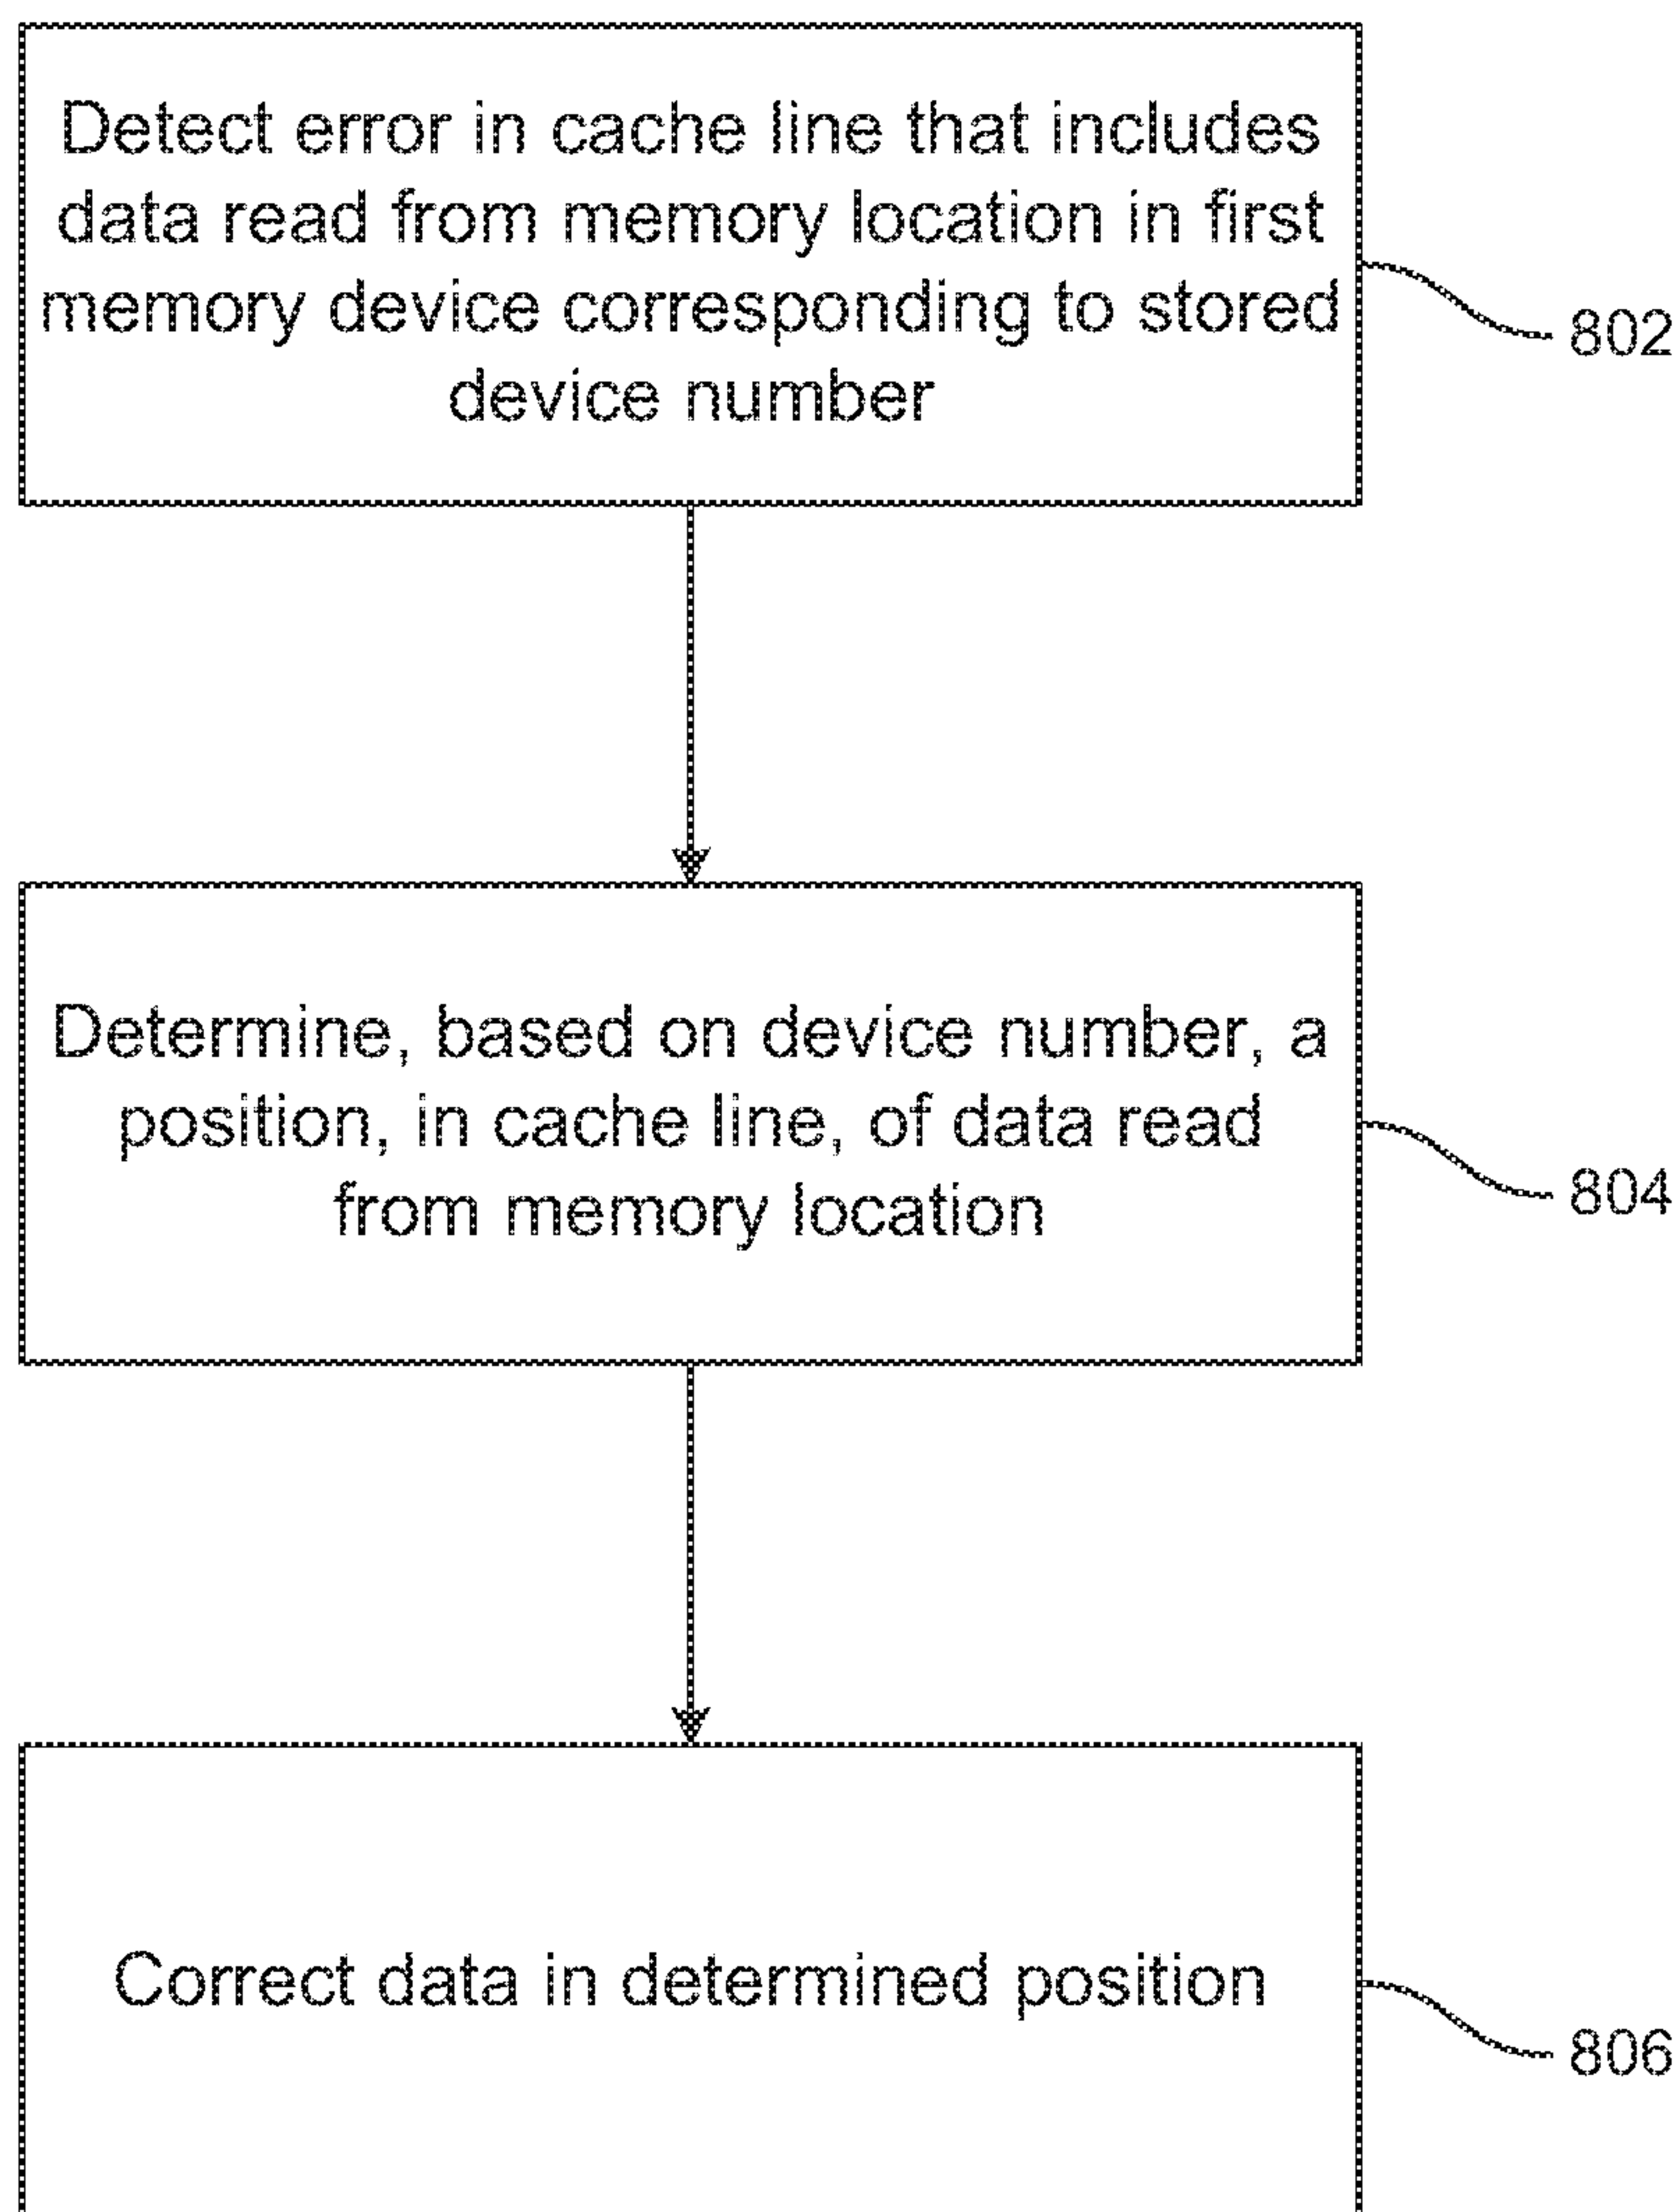 Detect error in cache line that includes
data read from memory location in first
memory device corresponding to stored
device number
802
Determine, based on device number, a
position, in cache line, of data read
from memory location
804
Correct data in determined position
806